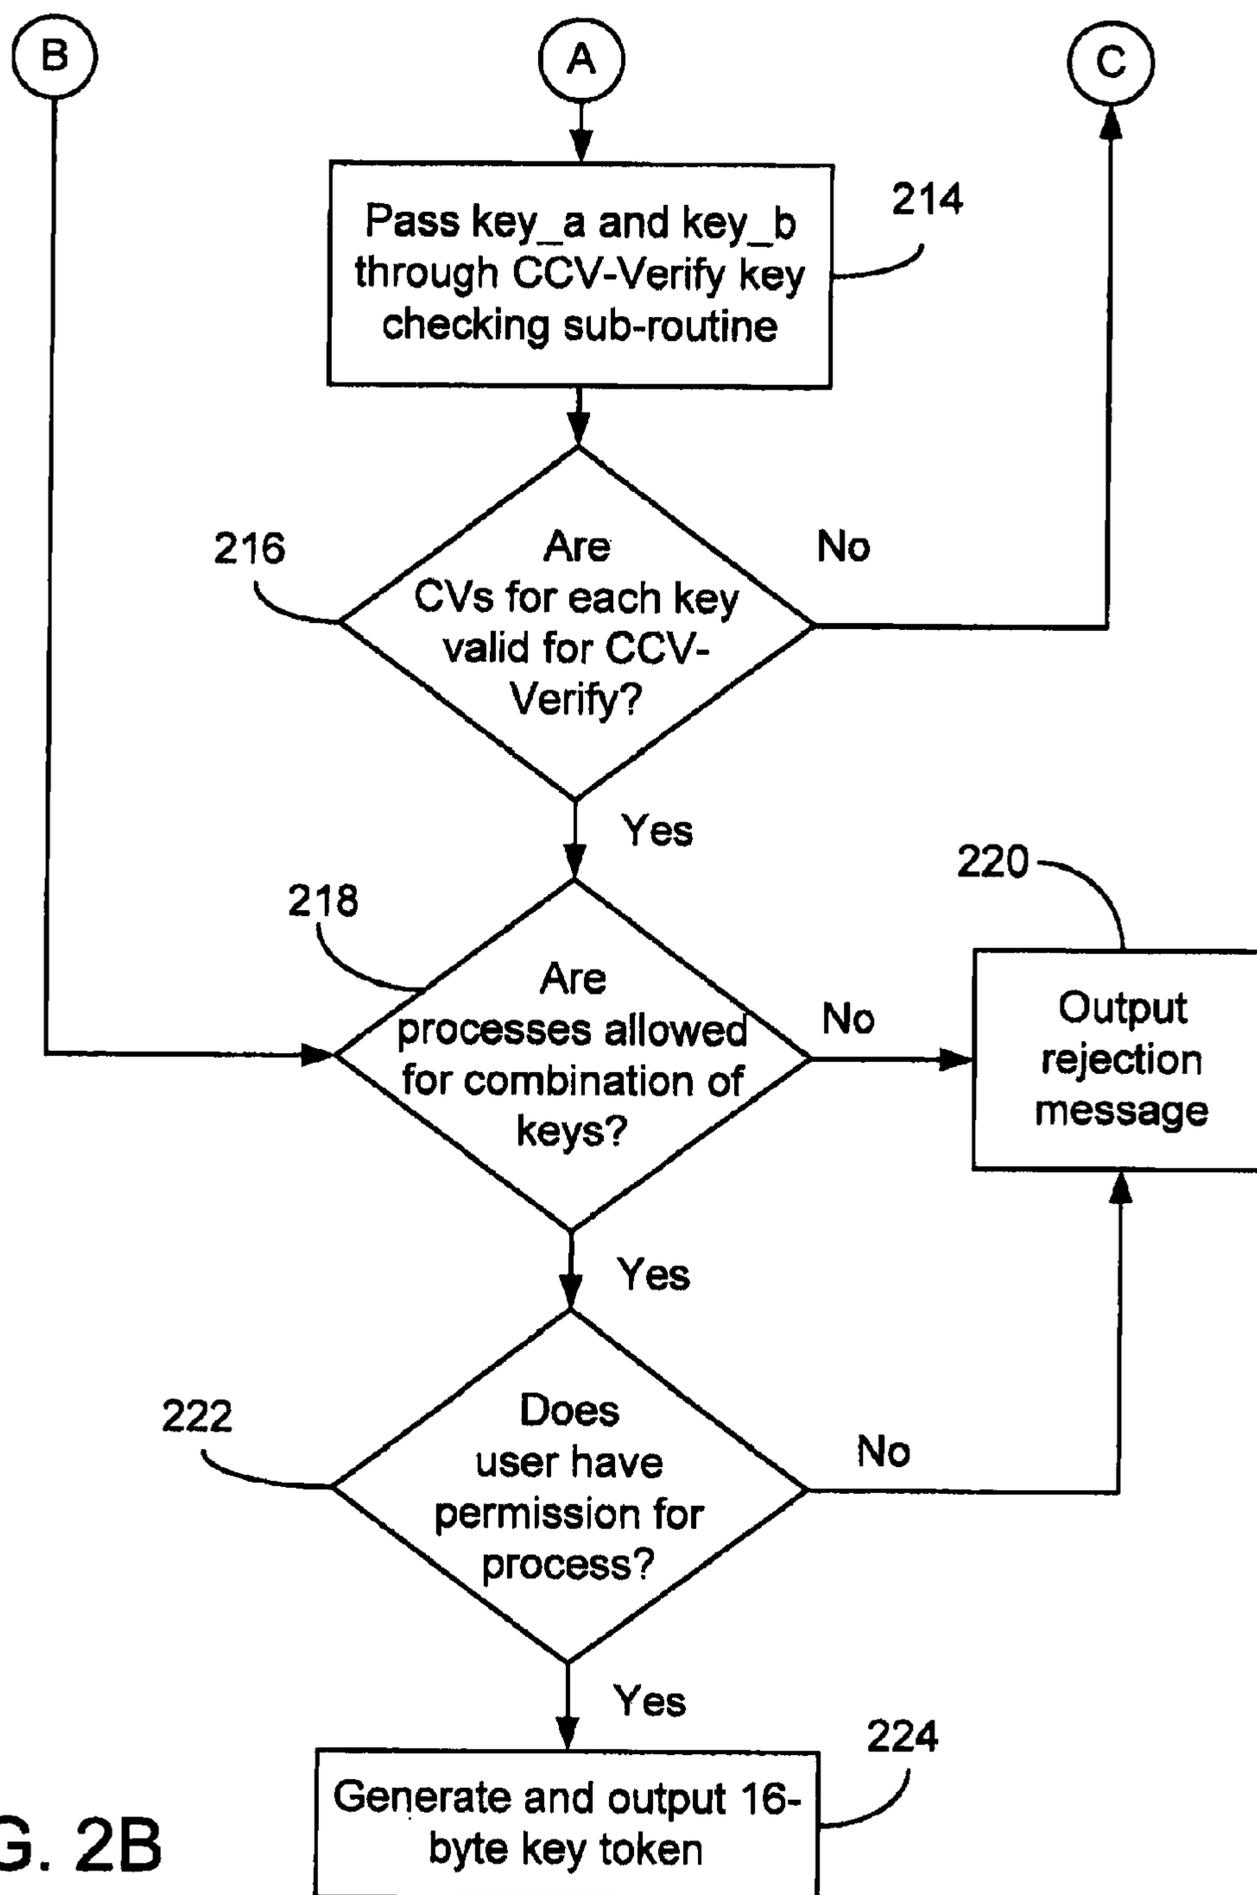 B
A
C
Pass key_a and key_b
through CCV-Verify key
checking sub-routine
214
Are
CVs for each key
valid for CCV-
Verify?
216
No
Yes
218
Are
processes allowed
for combination of
keys?
No
220
Output
rejection
message
Yes
222
Does
user have
permission for
process?
No
Yes
224
Generate and output 16-
byte key token
G. 2B